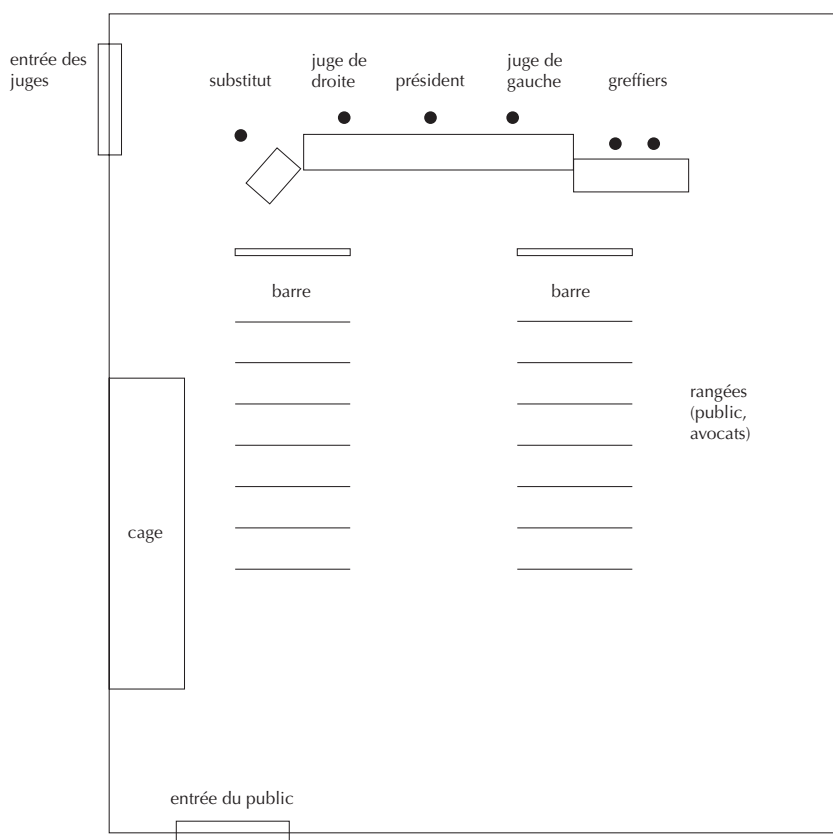 entrée des
juges
substitut
juge de
droite
président
juge de
gauche
greffiers
barre
barre
rangées
(public,
avocats)
cage
entrée du public